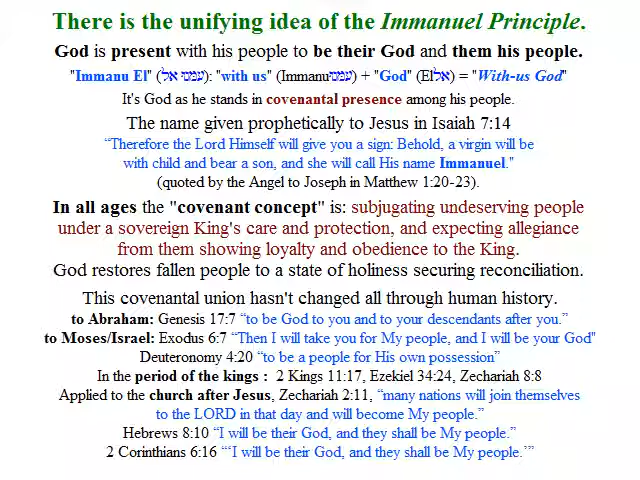 There is the unifying idea of the Immanuel Principle.
God is present with his people to be their God and them his people.
"Immanu El" (עמנו אל): "with us" (Immanuעמנו) + "God" (Elאל) = "With-us God"
It's God as he stands in covenantal presence among his people.
The name given prophetically to Jesus in Isaiah 7:14
“Therefore the Lord Himself will give you a sign: Behold, a virgin will be
with child and bear a son, and she will call His name Immanuel."
(quoted by the Angel to Joseph in Matthew 1:20-23).
In all ages the "covenant concept" is: subjugating undeserving people
under a sovereign King's care and protection, and expecting allegiance
from them showing loyalty and obedience to the King.
God restores fallen people to a state of holiness securing reconciliation.
This covenantal union hasn't changed all through human history.
to Abraham: Genesis 17:7 “to be God to you and to your descendants after you.”
to Moses/Israel: Exodus 6:7 “Then I will take you for My people, and I will be your God"
Deuteronomy 4:20 “to be a people for His own possession”
In the period of the kings : 2 Kings 11:17, Ezekiel 34:24, Zechariah 8:8
Applied to the church after Jesus, Zechariah 2:11, “many nations will join themselves
to the LORD in that day and will become My people.”
Hebrews 8:10 “I will be their God, and they shall be My people.”
2 Corinthians 6:16 “‘I will be their God, and they shall be My people.’”